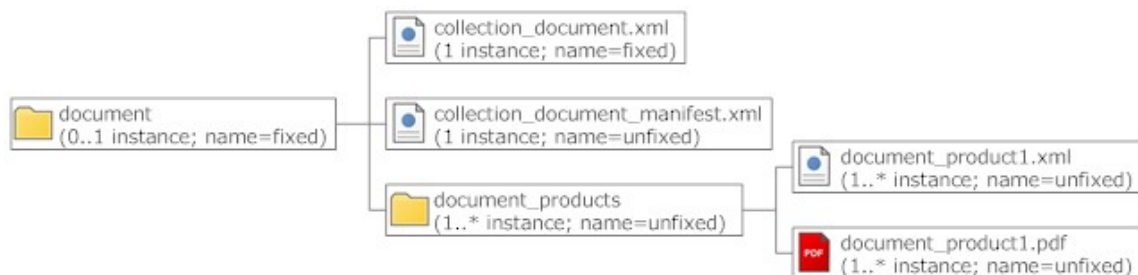 collection_document.xml
(1 instance; name=fixed)
document
(0..1 instance; name=fixed)
collection_document_manifest.xml
(1 instance; name=unfixed)
document_products
(1..* instance; name=unfixed)
document_product1.xml
(1..* instance; name=unfixed)
PDF
document_product1.pdf
(1..* instance; name=unfixed)